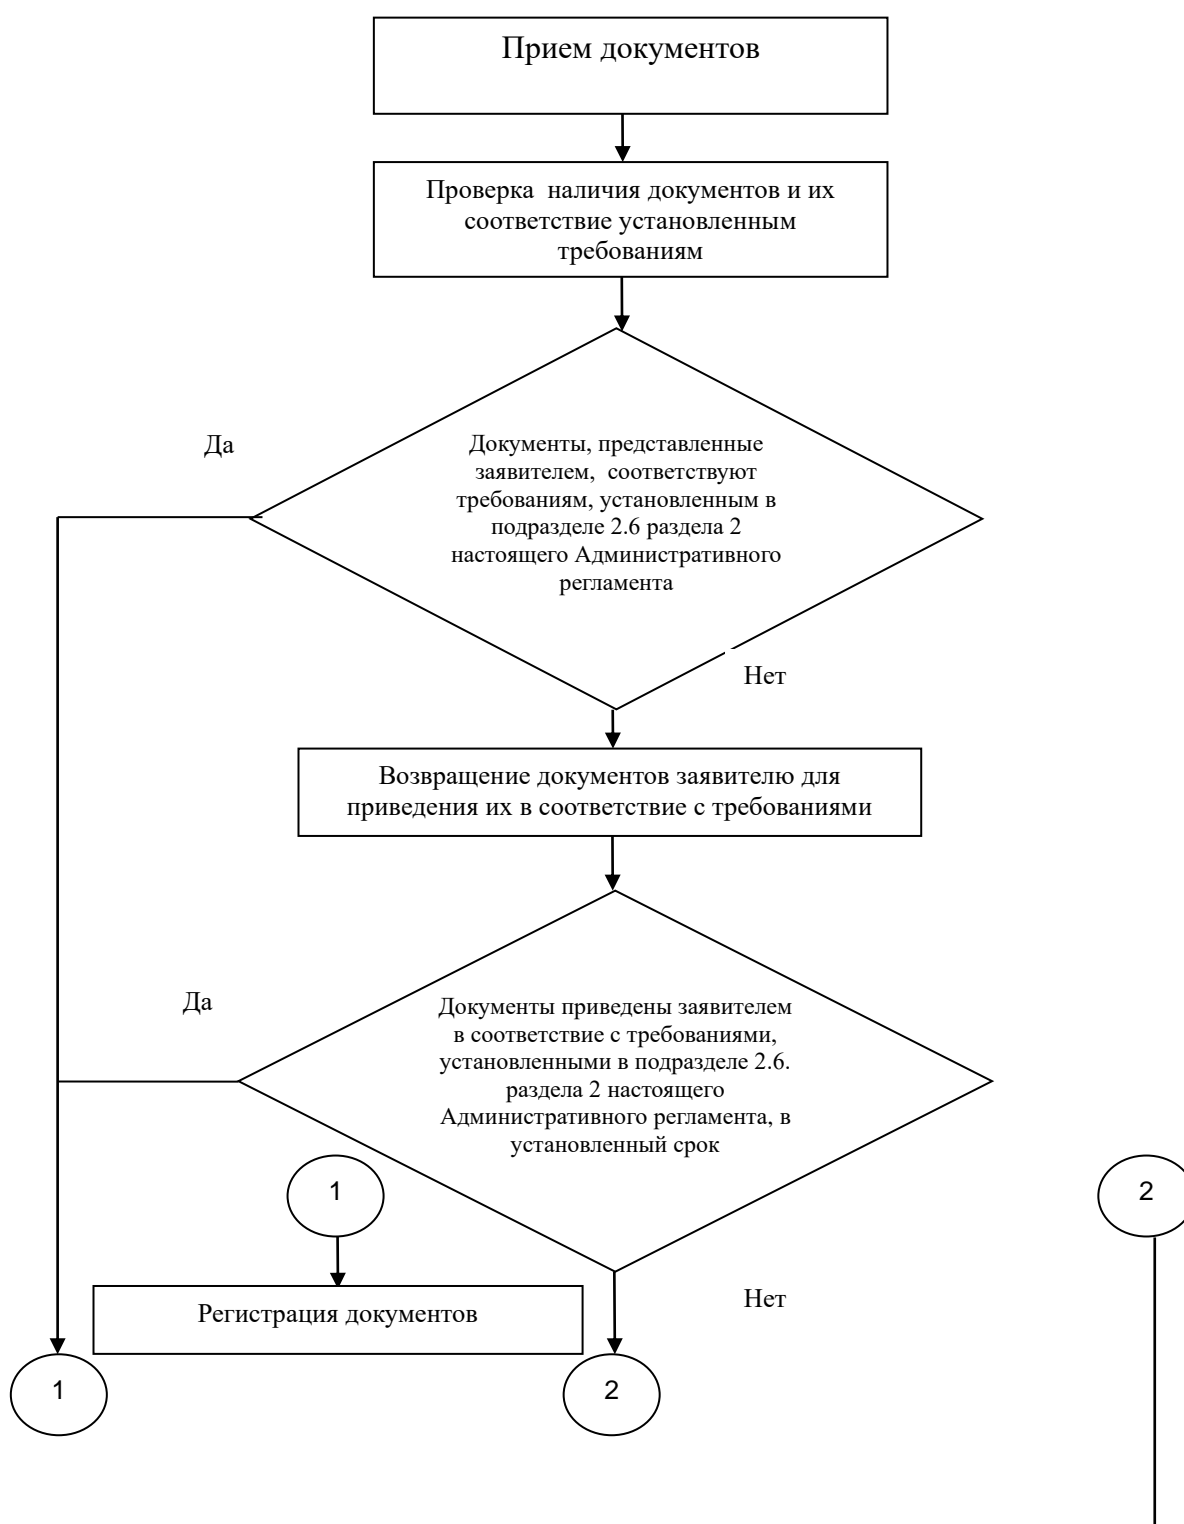 Прием документов
Проверка  наличия документов и их
соответствие установленным
требованиям
Да
Документы, представленные
заявителем,  соответствуют
требованиям, установленным в
подразделе 2.6 раздела 2
настоящего Административного
регламента
Нет
Возвращение документов заявителю для
приведения их в соответствие с требованиями
Да
Документы приведены заявителем
в соответствие с требованиями,
установленными в подразделе 2.6.
раздела 2 настоящего
Административного регламента, в
установленный срок
1
2
Регистрация документов
Нет
1
2